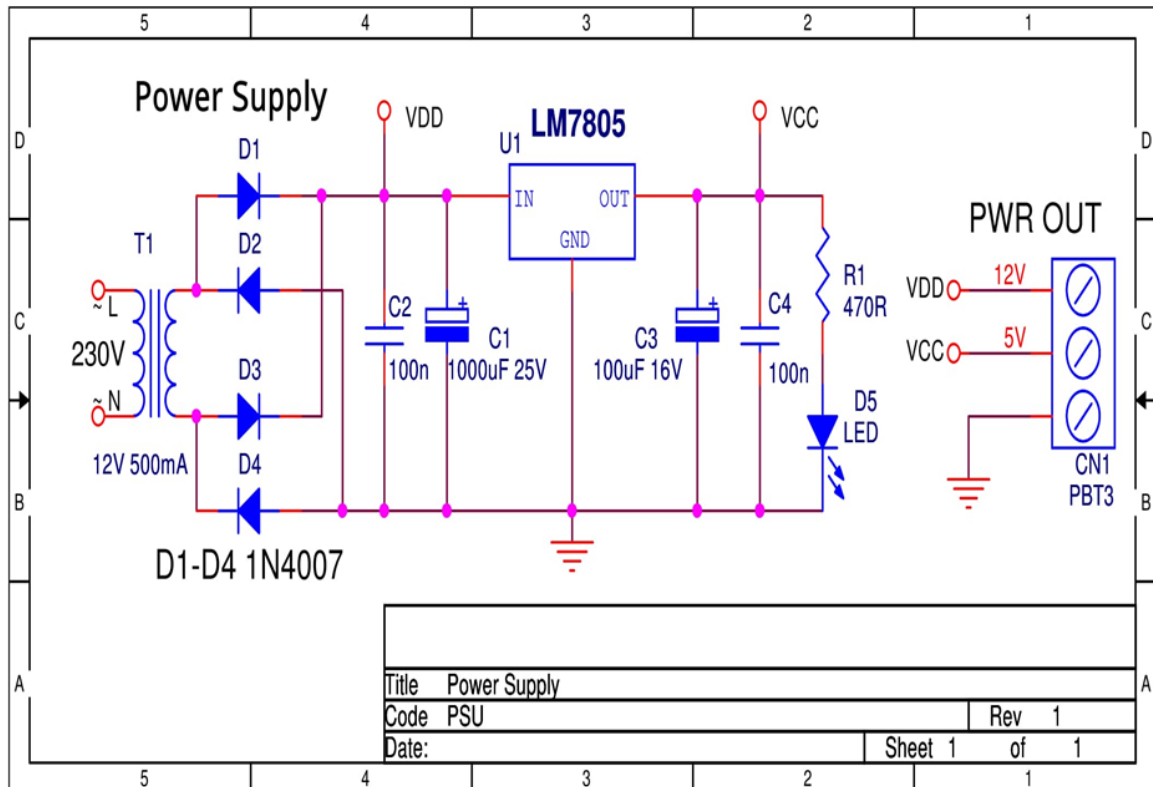 5 4 3 2 1
Power Supply
VDD
LM7805
VCC
D
D
U1
D1
IN
OUT
GND
PWR OUT
T1
D2
R1
470R
VDD
12V
~
L
C
C
C2
C1
C3
C4
230V
100n
1000uF 25V
100uF 16V
100n
VCC
5V
~
N
D3
D5
LED
12V 500mA
D4
CN1
PBT3
B
B
D1-D4 1N4007
+
+
A
A
Title Power Supply
Code PSU
Rev 1
Date:
Sheet 1 of 1
5 4 3 2 1